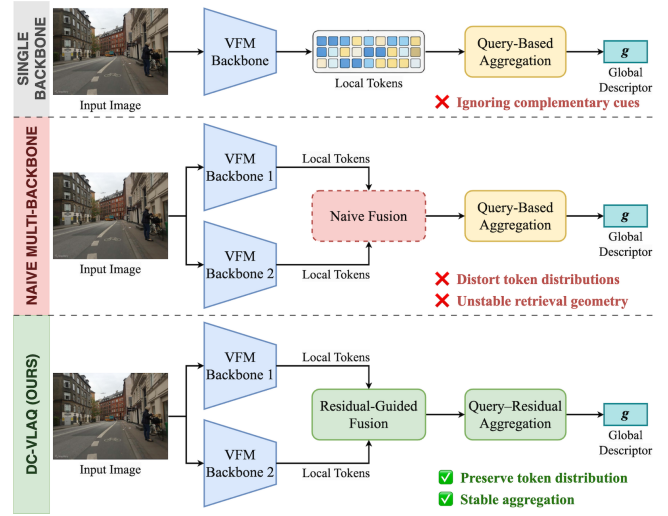 SINGLE
BACKBONE
Input Image
VFM
Backbone
Local Tokens
Query-Based
Aggregation
g
Global
Descriptor
❌ Ignoring complementary cues
NAIVE MULTI-BACKBONE
Input Image
VFM
Backbone 1
Local Tokens
VFM
Backbone 2
Local Tokens
Naive Fusion
Query-Based
Aggregation
g
Global
Descriptor
❌ Distort token distributions
❌ Unstable retrieval geometry
DC-VLAQ (OURS)
Input Image
VFM
Backbone 1
Local Tokens
VFM
Backbone 2
Local Tokens
Residual-Guided
Fusion
Query–Residual
Aggregation
g
Global
Descriptor
✅ Preserve token distribution
✅ Stable aggregation